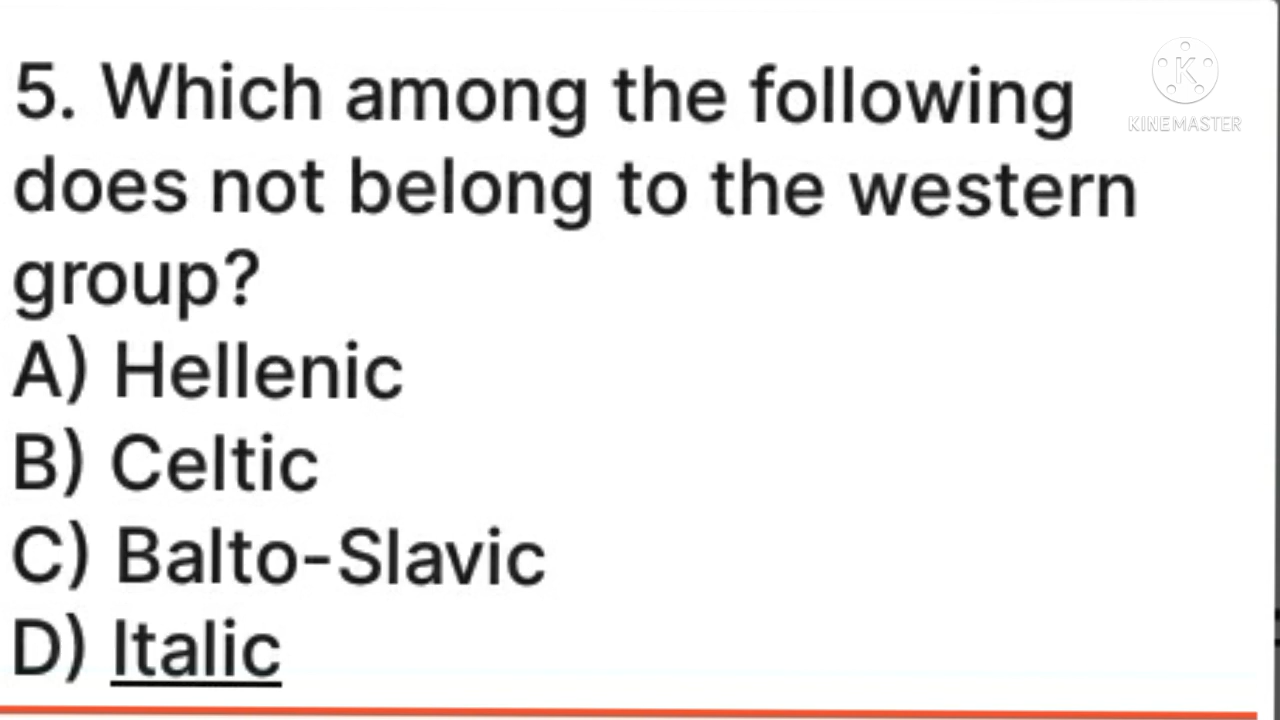 5. Which among the following
does not belong to the western
group?
A) Hellenic
B) Celtic
C) Balto-Slavic
D) Italic
KINEMASTER